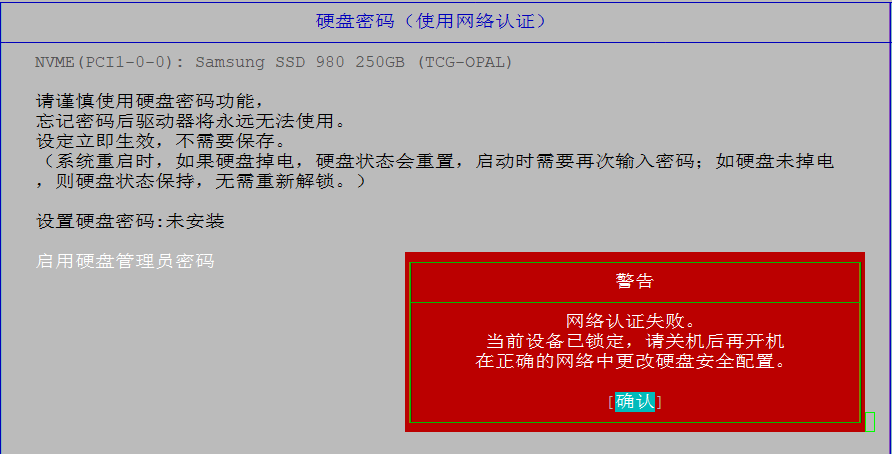 硬盘密码（使用网络认证）
NVME(PCI1-0-0): Samsung SSD 980 250GB (TCG-OPAL)
请谨慎使用硬盘密码功能，
忘记密码后驱动器将永远无法使用。
设定立即生效，不需要保存。
（系统重启时，如果硬盘掉电，硬盘状态会重置，启动时需要再次输入密码；如硬盘未掉电
，则硬盘状态保持，无需重新解锁。）
设置硬盘密码:未安装
启用硬盘管理员密码
警告
网络认证失败。
当前设备已锁定，请关机后再开机
在正确的网络中更改硬盘安全配置。
[确认]